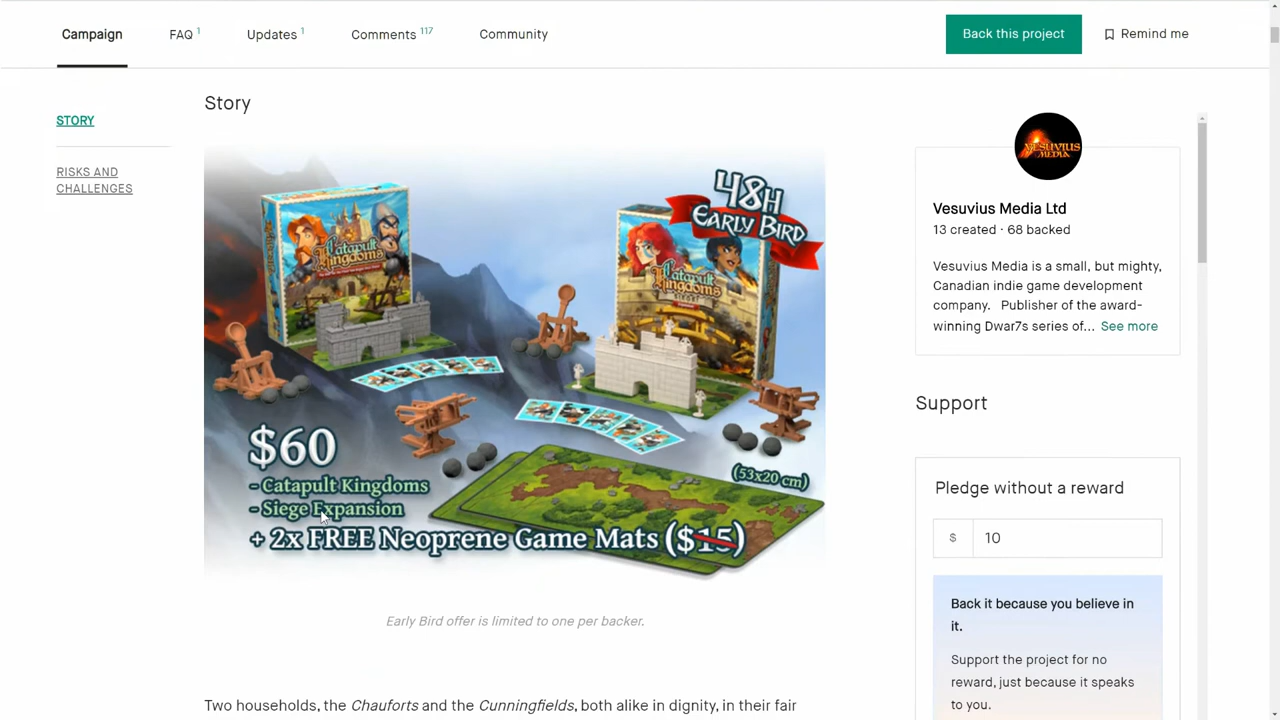 Campaign
FAQ 1
Updates 1
Comments 117
Community
Back this project
Remind me
STORY
RISKS AND
CHALLENGES
Story
48H
EARLY BIRD
Catapult
Kingdoms
Catapult
Kingdoms
SIEGE
$60
- Catapult Kingdoms
- Siege Expansion
+ 2x FREE Neoprene Game Mats ($15)
(53x20 cm)
Early Bird offer is limited to one per backer.
Two households, the Chauforts and the Cunningfields, both alike in dignity, in their fair
VESUVIUS
MEDIA
Vesuvius Media Ltd
13 created · 68 backed
Vesuvius Media is a small, but mighty,
Canadian indie game development
company. Publisher of the award-
winning Dwar7s series of... See more
Support
Pledge without a reward
$ 10
Back it because you believe in
it.
Support the project for no
reward, just because it speaks
to you.